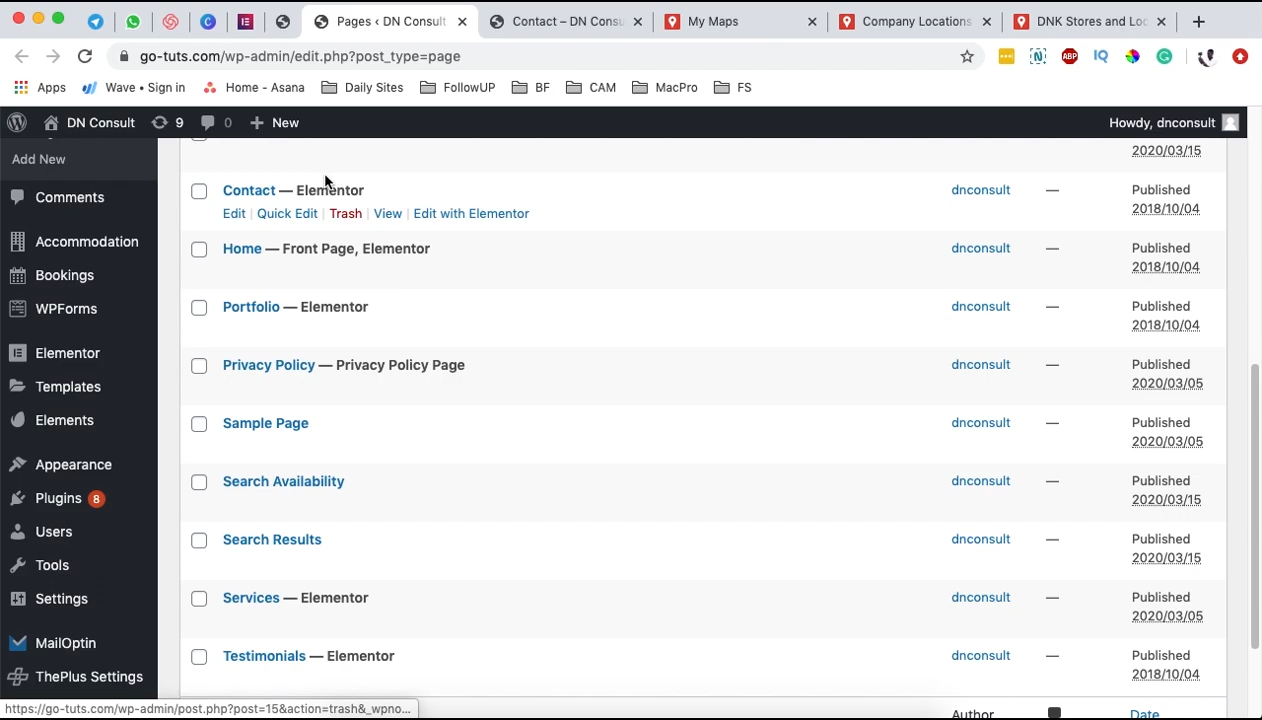 Pages ‹ DN Consult
Contact – DN Consu
My Maps
Company Locations
DNK Stores and Loc
go-tuts.com/wp-admin/edit.php?post_type=page
Apps
Wave • Sign in
Home - Asana
Daily Sites
FollowUP
BF
CAM
MacPro
FS
DN Consult
9
0
New
Howdy, dnconsult
Add New
Comments
Accommodation
Bookings
WPForms
Elementor
Templates
Elements
Appearance
Plugins 8
Users
Tools
Settings
MailOptin
ThePlus Settings
2020/03/15
Contact — Elementor
Edit | Quick Edit | Trash | View | Edit with Elementor
dnconsult
—
Published
2018/10/04
Home — Front Page, Elementor
dnconsult
—
Published
2018/10/04
Portfolio — Elementor
dnconsult
—
Published
2018/10/04
Privacy Policy — Privacy Policy Page
dnconsult
—
Published
2020/03/05
Sample Page
dnconsult
—
Published
2020/03/05
Search Availability
dnconsult
—
Published
2020/03/15
Search Results
dnconsult
—
Published
2020/03/15
Services — Elementor
dnconsult
—
Published
2020/03/05
Testimonials — Elementor
dnconsult
—
Published
2018/10/04
Author
Date
https://go-tuts.com/wp-admin/post.php?post=15&action=trash&_wpno...